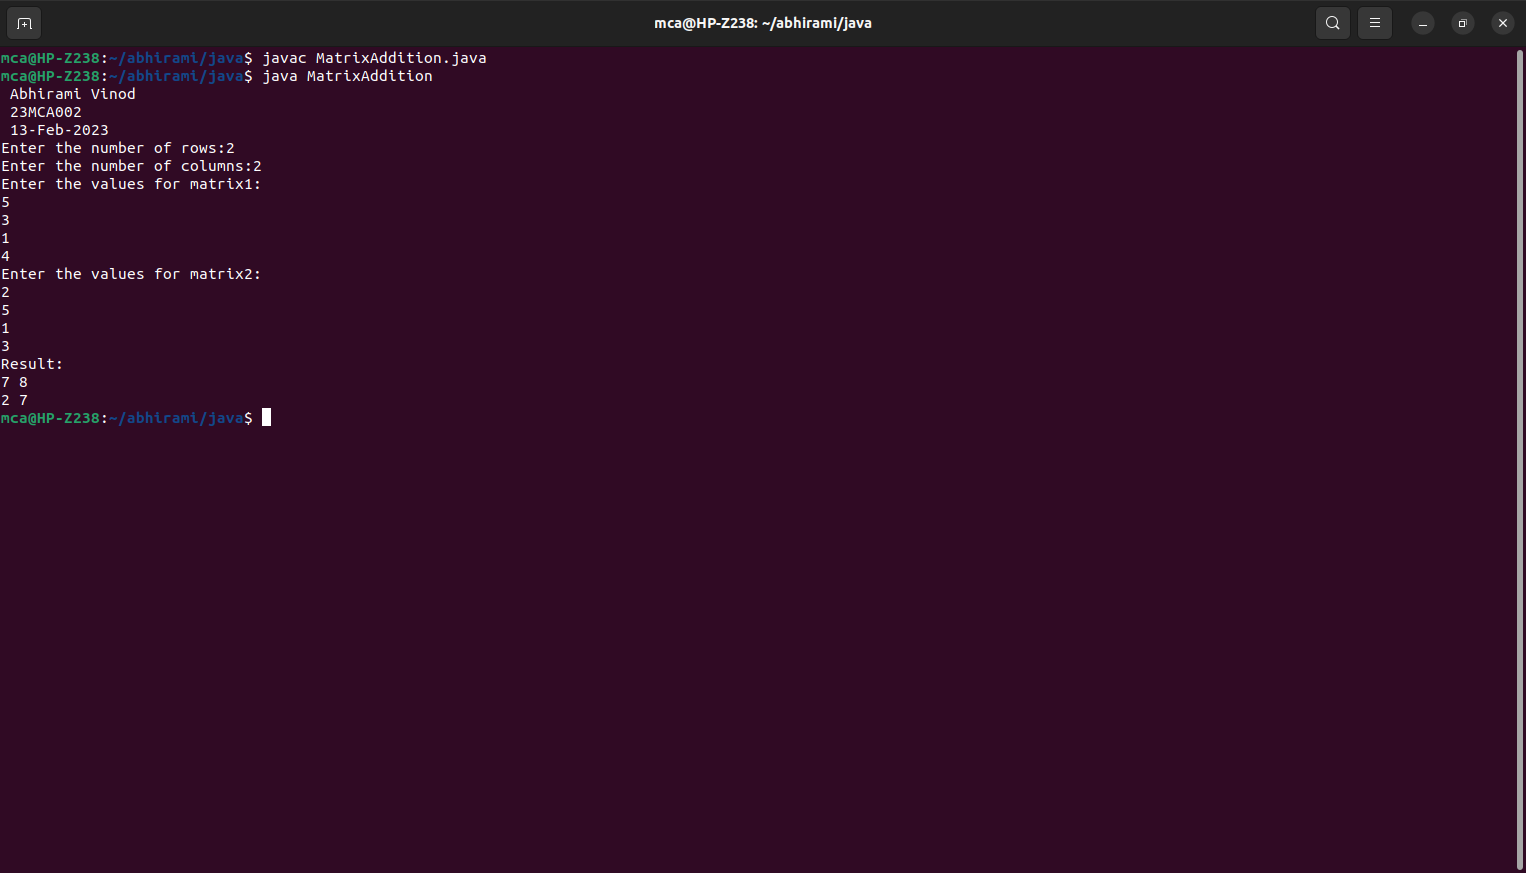 mca@HP-Z238: ~/abhirami/java
mca@HP-Z238:~/abhirami/java$ javac MatrixAddition.java
mca@HP-Z238:~/abhirami/java$ java MatrixAddition
Abhirami Vinod
23MCA002
13-Feb-2023
Enter the number of rows:2
Enter the number of columns:2
Enter the values for matrix1:
5
3
1
4
Enter the values for matrix2:
2
5
1
3
Result:
7 8
2 7
mca@HP-Z238:~/abhirami/java$